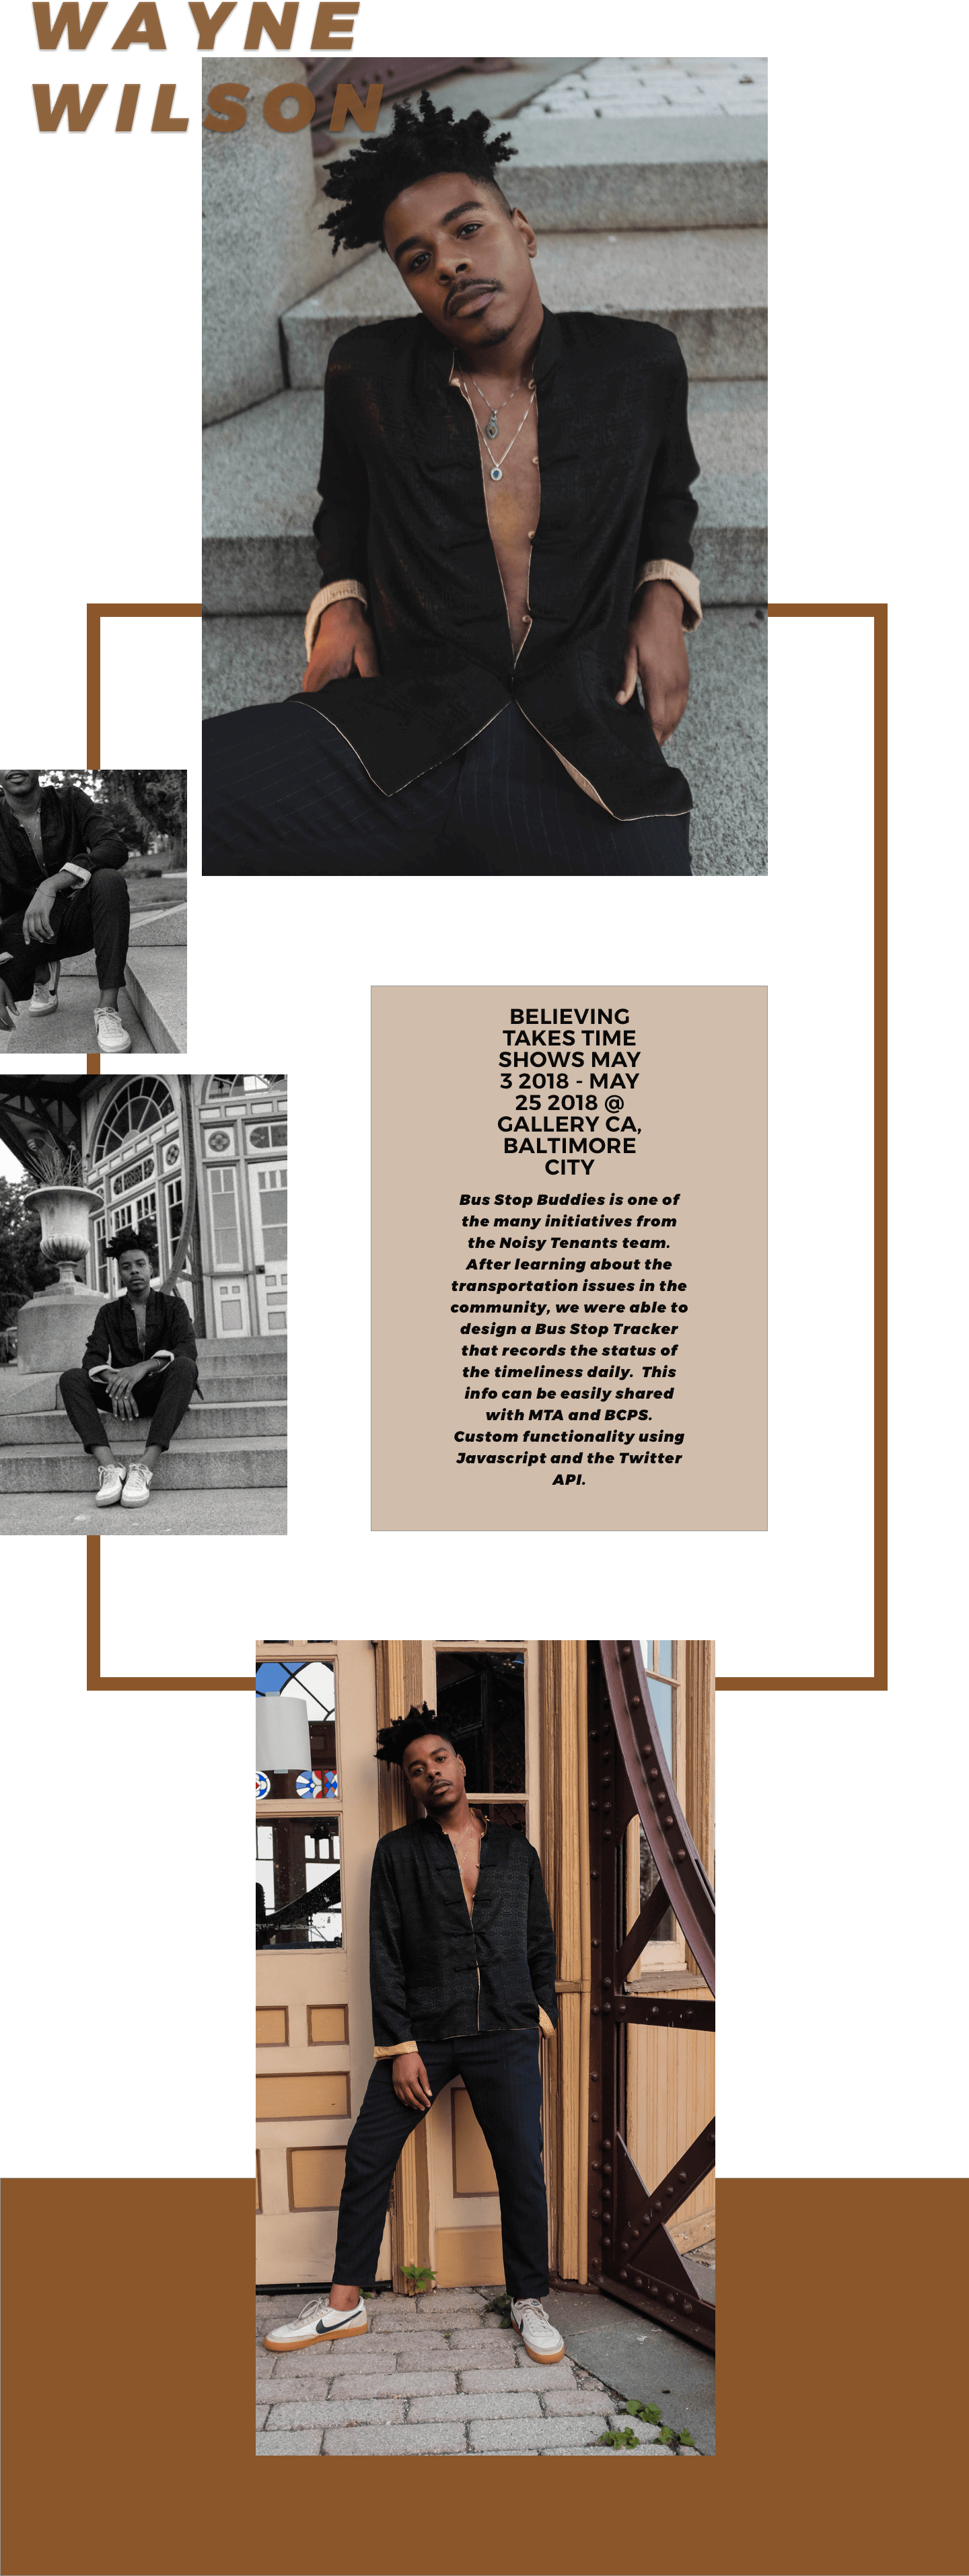 WAYNE
WILSON
BELIEVING
TAKES TIME
SHOWS MAY
3 2018 - MAY
25 2018 @
GALLERY CA,
BALTIMORE
CITY
Bus Stop Buddies is one of
the many initiatives from
the Noisy Tenants team.
After learning about the
transportation issues in the
community, we were able to
design a Bus Stop Tracker
that records the status of
the timeliness daily.  This
info can be easily shared
with MTA and BCPS.
Custom functionality using
Javascript and the Twitter
API.